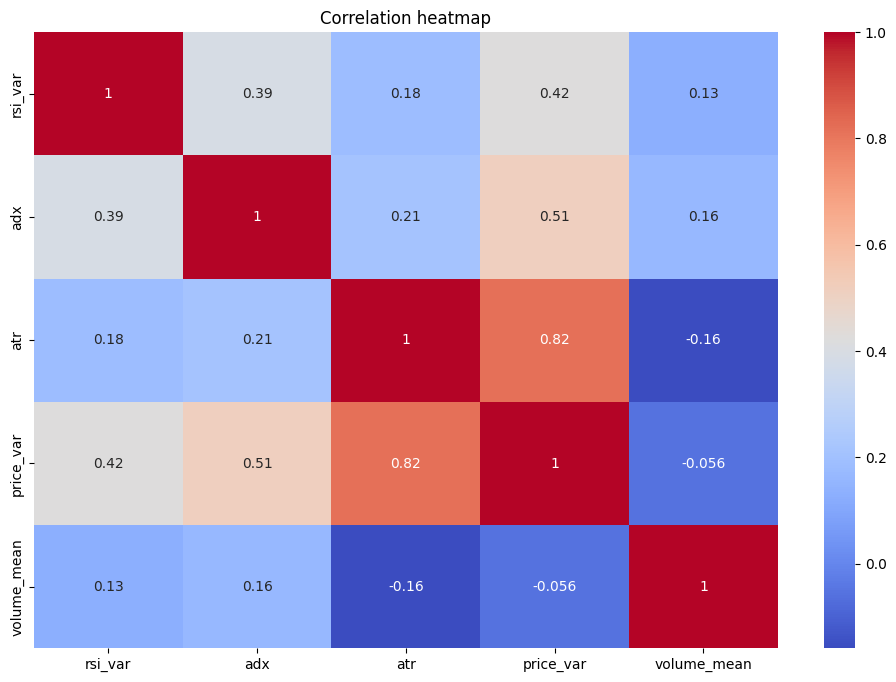 Correlation heatmap
rsi_var 1 0.39 0.18 0.42 0.13
adx 0.39 1 0.21 0.51 0.16
atr 0.18 0.21 1 0.82 -0.16
price_var 0.42 0.51 0.82 1 -0.056
volume_mean 0.13 0.16 -0.16 -0.056 1
rsi_var adx atr price_var volume_mean
1.0
0.8
0.6
0.4
0.2
0.0